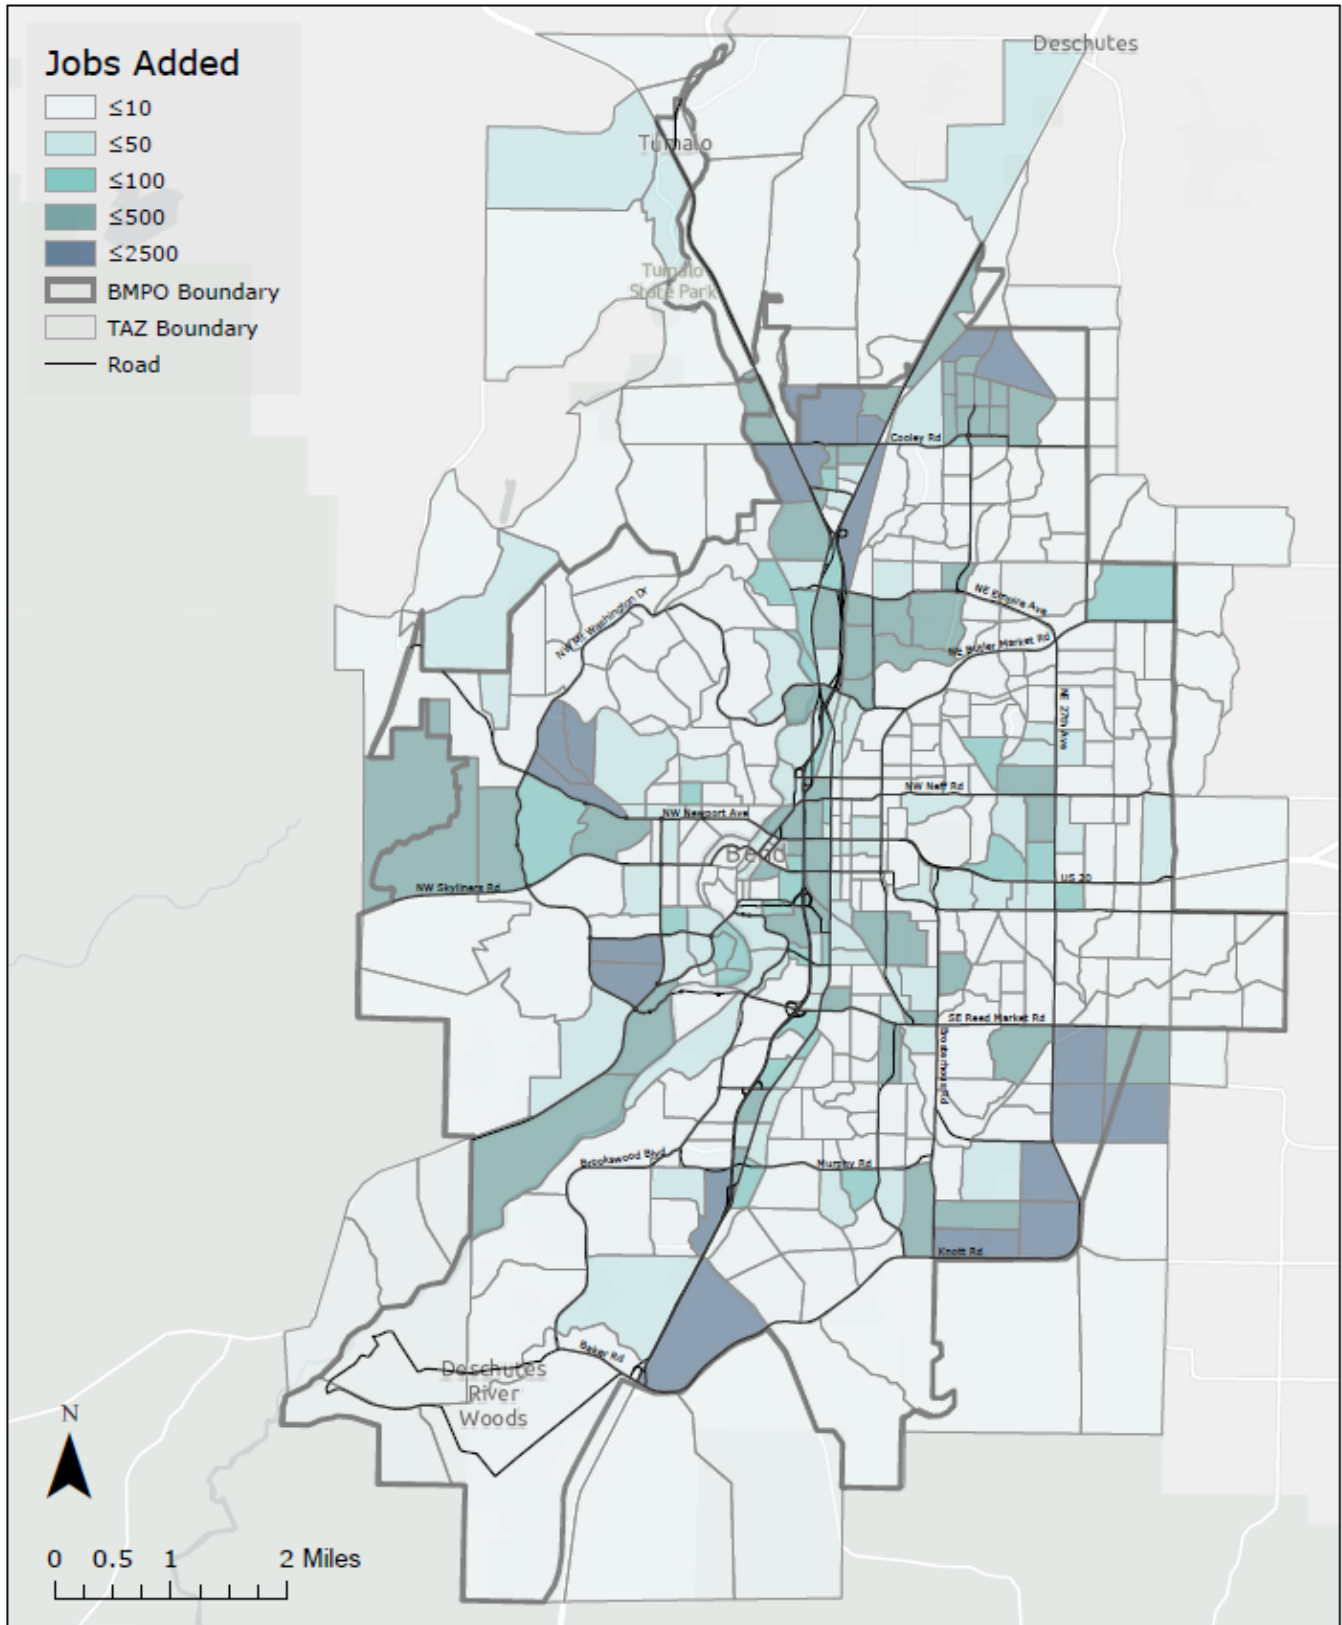 Deschutes
Jobs Added
≤10
≤50
≤100
≤500
≤2500
BMPO Boundary
TAZ Boundary
Road
Tumalo
Tumalo
State Park
Cooley Rd
NE Empire Ave
NW Mt Washington Dr
NE Butler Market Rd
NE 27th Ave
NW Neff Rd
NW Newport Ave
Bend
US 20
NW Skyliners Rd
SE Reed Market Rd
Brosterhous Rd
Brookswood Blvd
Murphy Rd
Knott Rd
Baker Rd
Deschutes
River
Woods
N
0 0.5 1 2 Miles